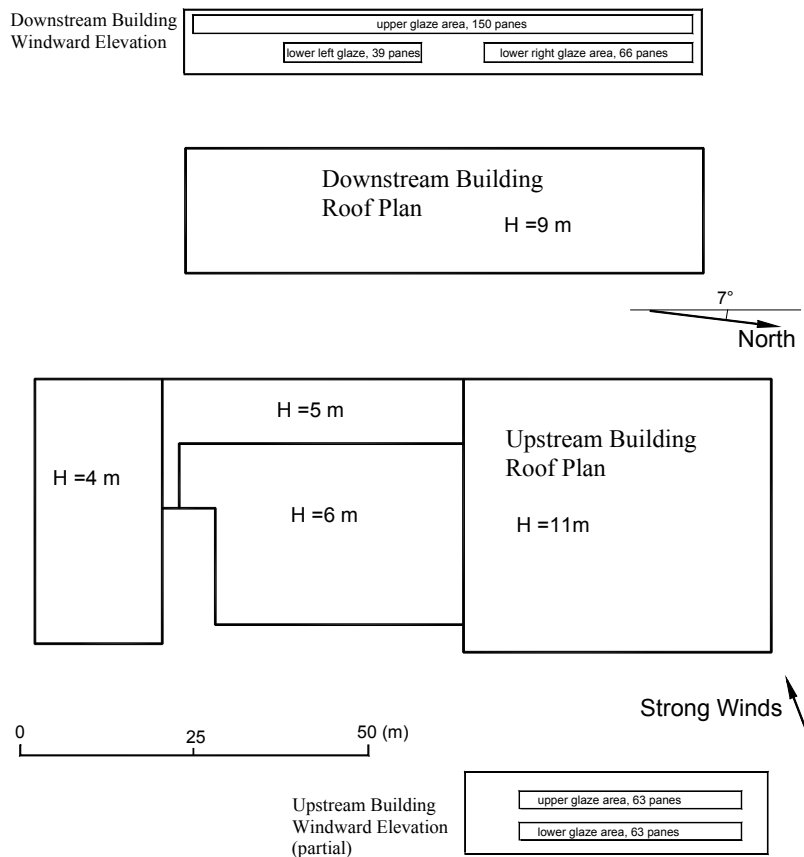 Downstream Building
Windward Elevation
upper glaze area, 150 panes
lower left glaze, 39 panes
lower right glaze area, 66 panes
Downstream Building
Roof Plan
H =9 m
7°
North
H =5 m
Upstream Building
Roof Plan
H =4 m
H =6 m
H =11m
Strong Winds
0
25
50 (m)
Upstream Building
Windward Elevation
(partial)
upper glaze area, 63 panes
lower glaze area, 63 panes